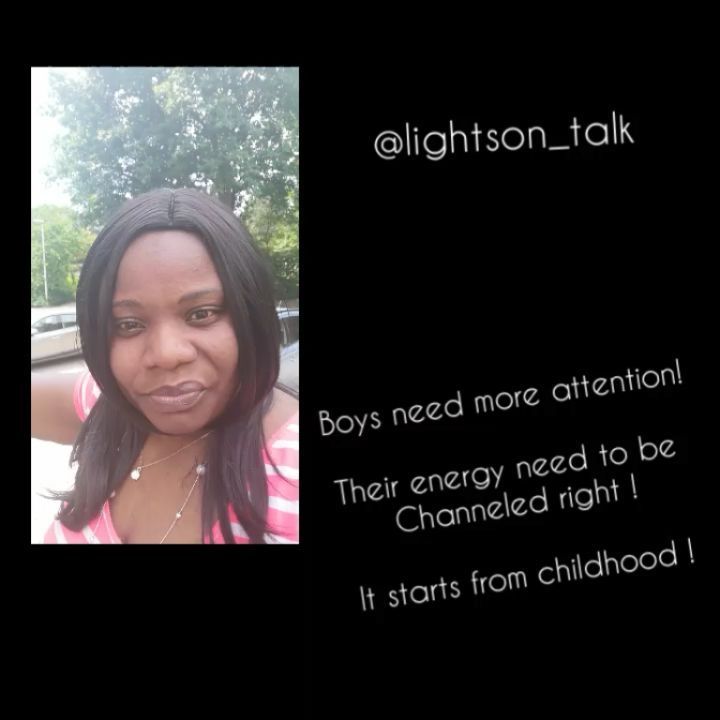 @lightson_talk
Boys need more attention!
Their energy need to be
Channeled right !
It starts from childhood !